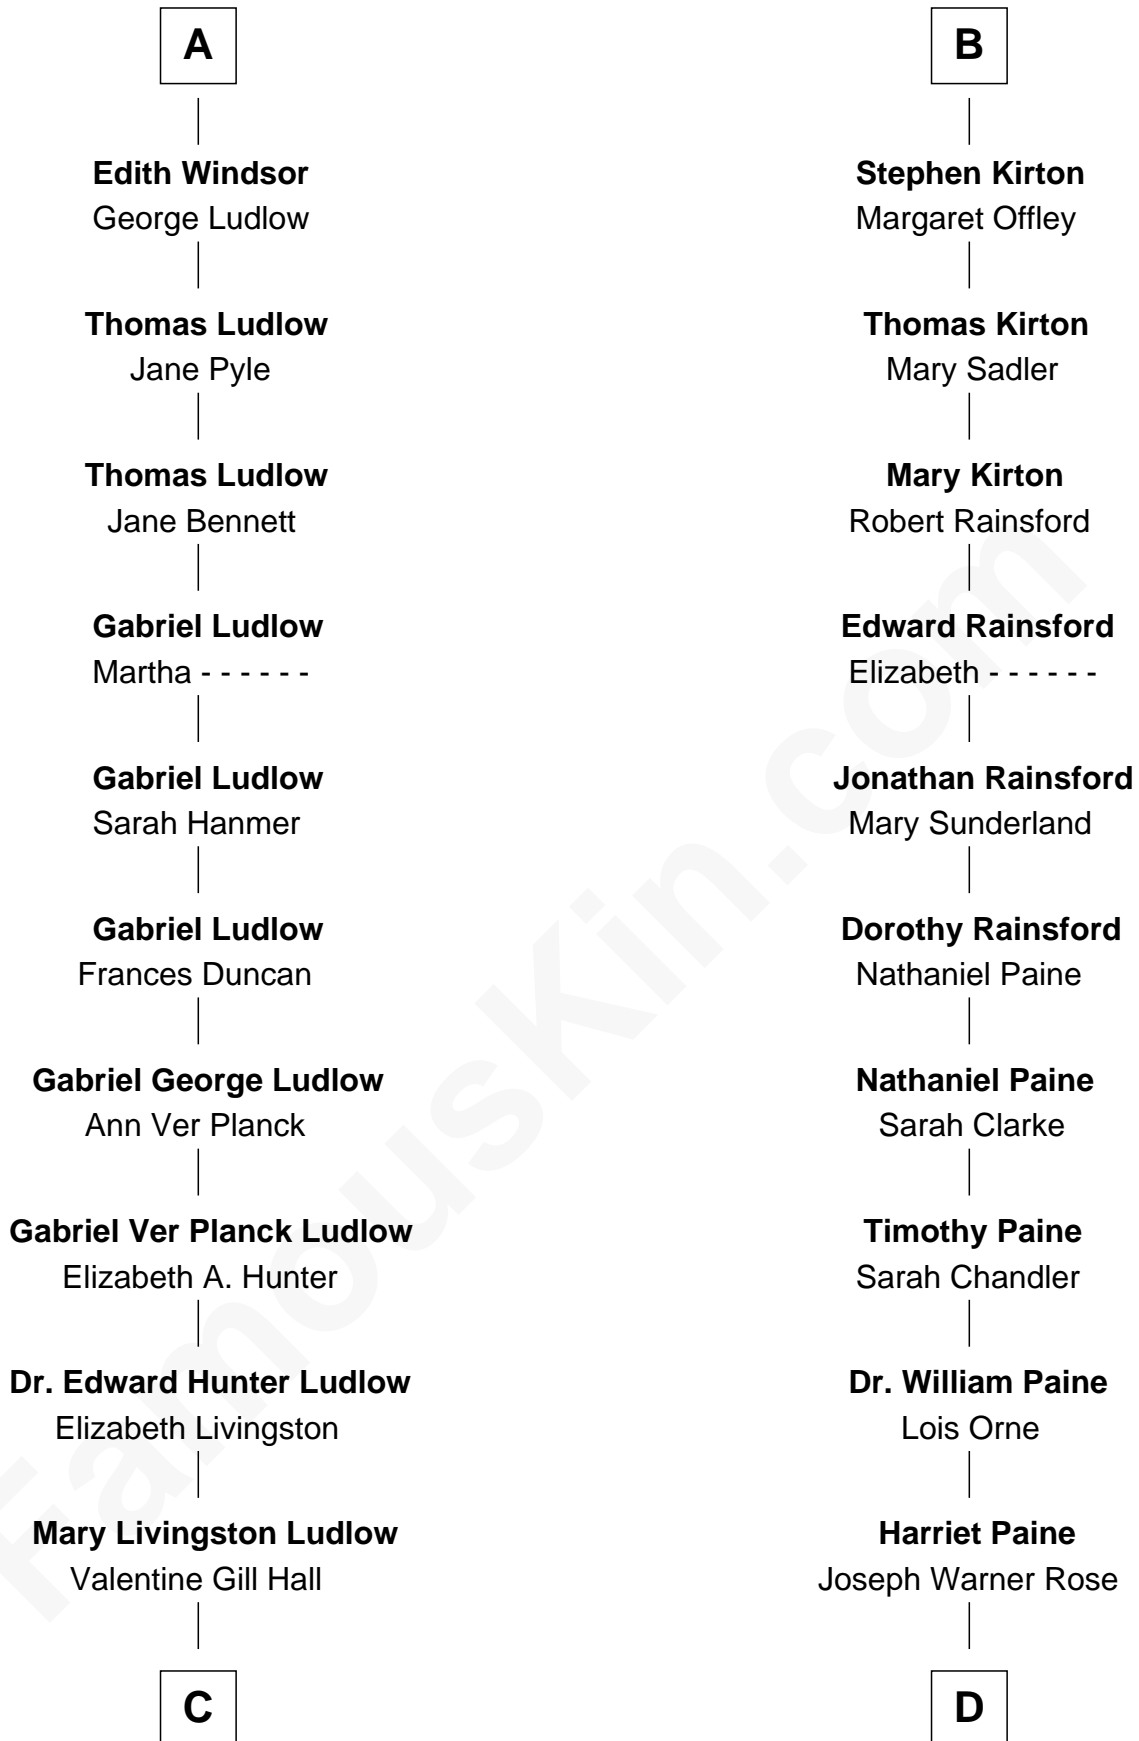 A
Edith Windsor
George Ludlow
Thomas Ludlow
Jane Pyle
Thomas Ludlow
Jane Bennett
Gabriel Ludlow
Martha - - - - - -
Gabriel Ludlow
Sarah Hanmer
Gabriel Ludlow
Frances Duncan
Gabriel George Ludlow
Ann Ver Planck
Gabriel Ver Planck Ludlow
Elizabeth A. Hunter
Dr. Edward Hunter Ludlow
Elizabeth Livingston
Mary Livingston Ludlow
Valentine Gill Hall
C
B
Stephen Kirton
Margaret Offley
Thomas Kirton
Mary Sadler
Mary Kirton
Robert Rainsford
Edward Rainsford
Elizabeth - - - - - -
Jonathan Rainsford
Mary Sunderland
Dorothy Rainsford
Nathaniel Paine
Nathaniel Paine
Sarah Clarke
Timothy Paine
Sarah Chandler
Dr. William Paine
Lois Orne
Harriet Paine
Joseph Warner Rose
D
FamousKin.com